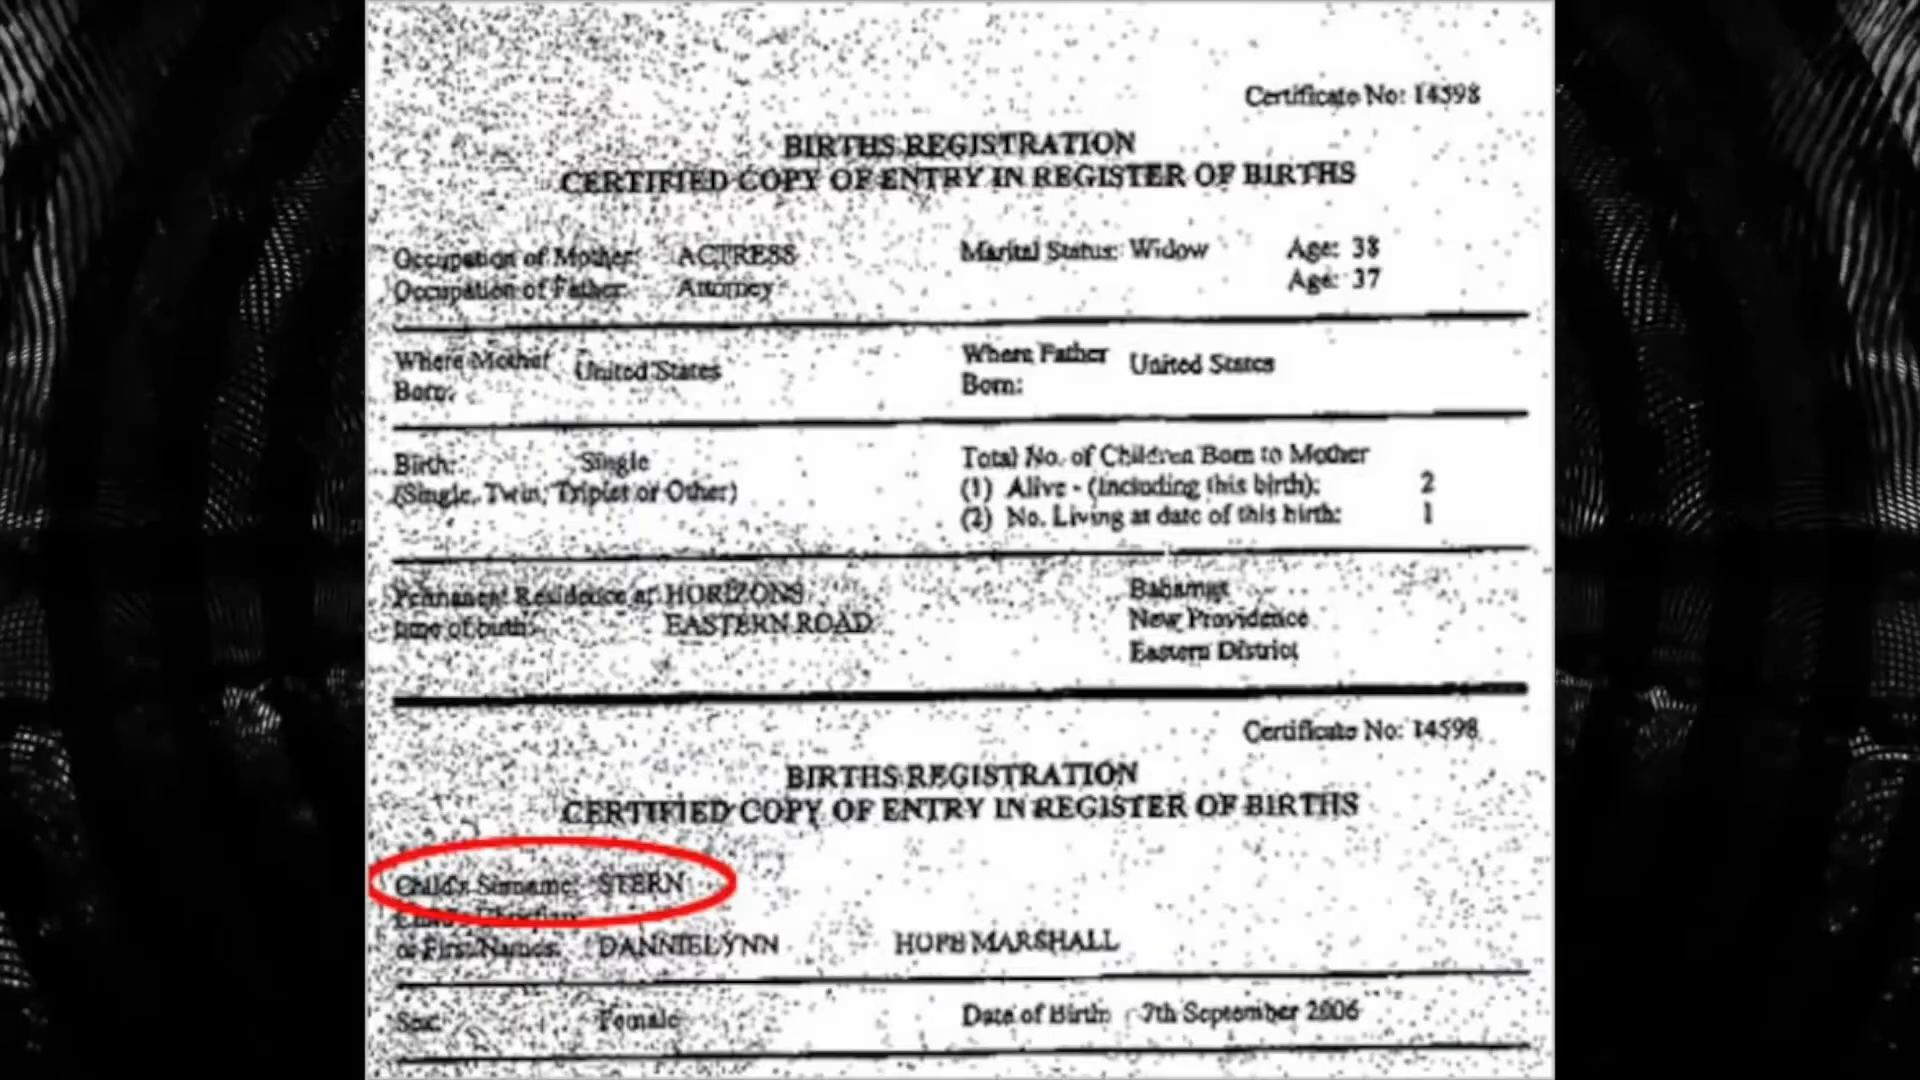 Certificate No: 14598
BIRTHS REGISTRATION
CERTIFIED COPY OF ENTRY IN REGISTER OF BIRTHS
Occupation of Mother: ACTRESS Marital Status: Widow Age: 38
Occupation of Father: Attorney Age: 37
Where Mother Born: United States Where Father Born: United States
Birth: Single Total No. of Children Born to Mother
(Single, Twin, Triplet or Other) (1) Alive - (Including this birth): 2
(2) No. Living at date of this birth: 1
Permanent Residence at HORIZONS Bahamas
time of birth: EASTERN ROAD New Providence
Eastern District
Certificate No: 14598
BIRTHS REGISTRATION
CERTIFIED COPY OF ENTRY IN REGISTER OF BIRTHS
Child's Surname: STERN
Child's Christian
or First Names: DANNIELYNN HOPE MARSHALL
Sex: Female Date of Birth: 7th September 2006